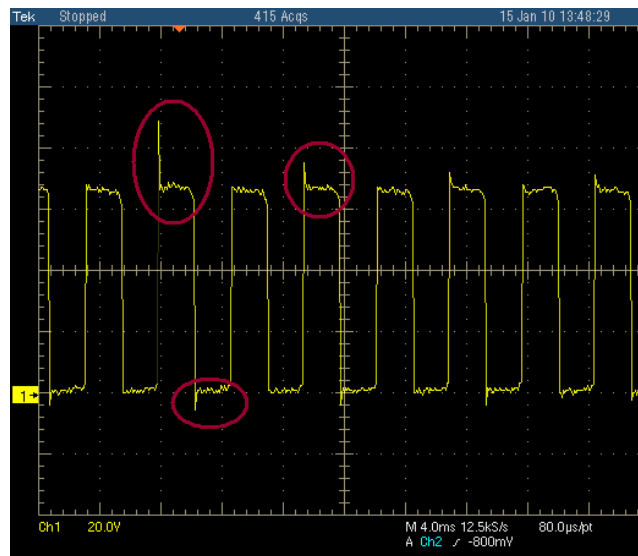 Tek Stopped 415 Acqs 15 Jan 10 13:48:29
1
Ch1 20.0V M 4.0ms 12.5kS/s 80.0µs/pt
A Ch2 ⁄ -800mV